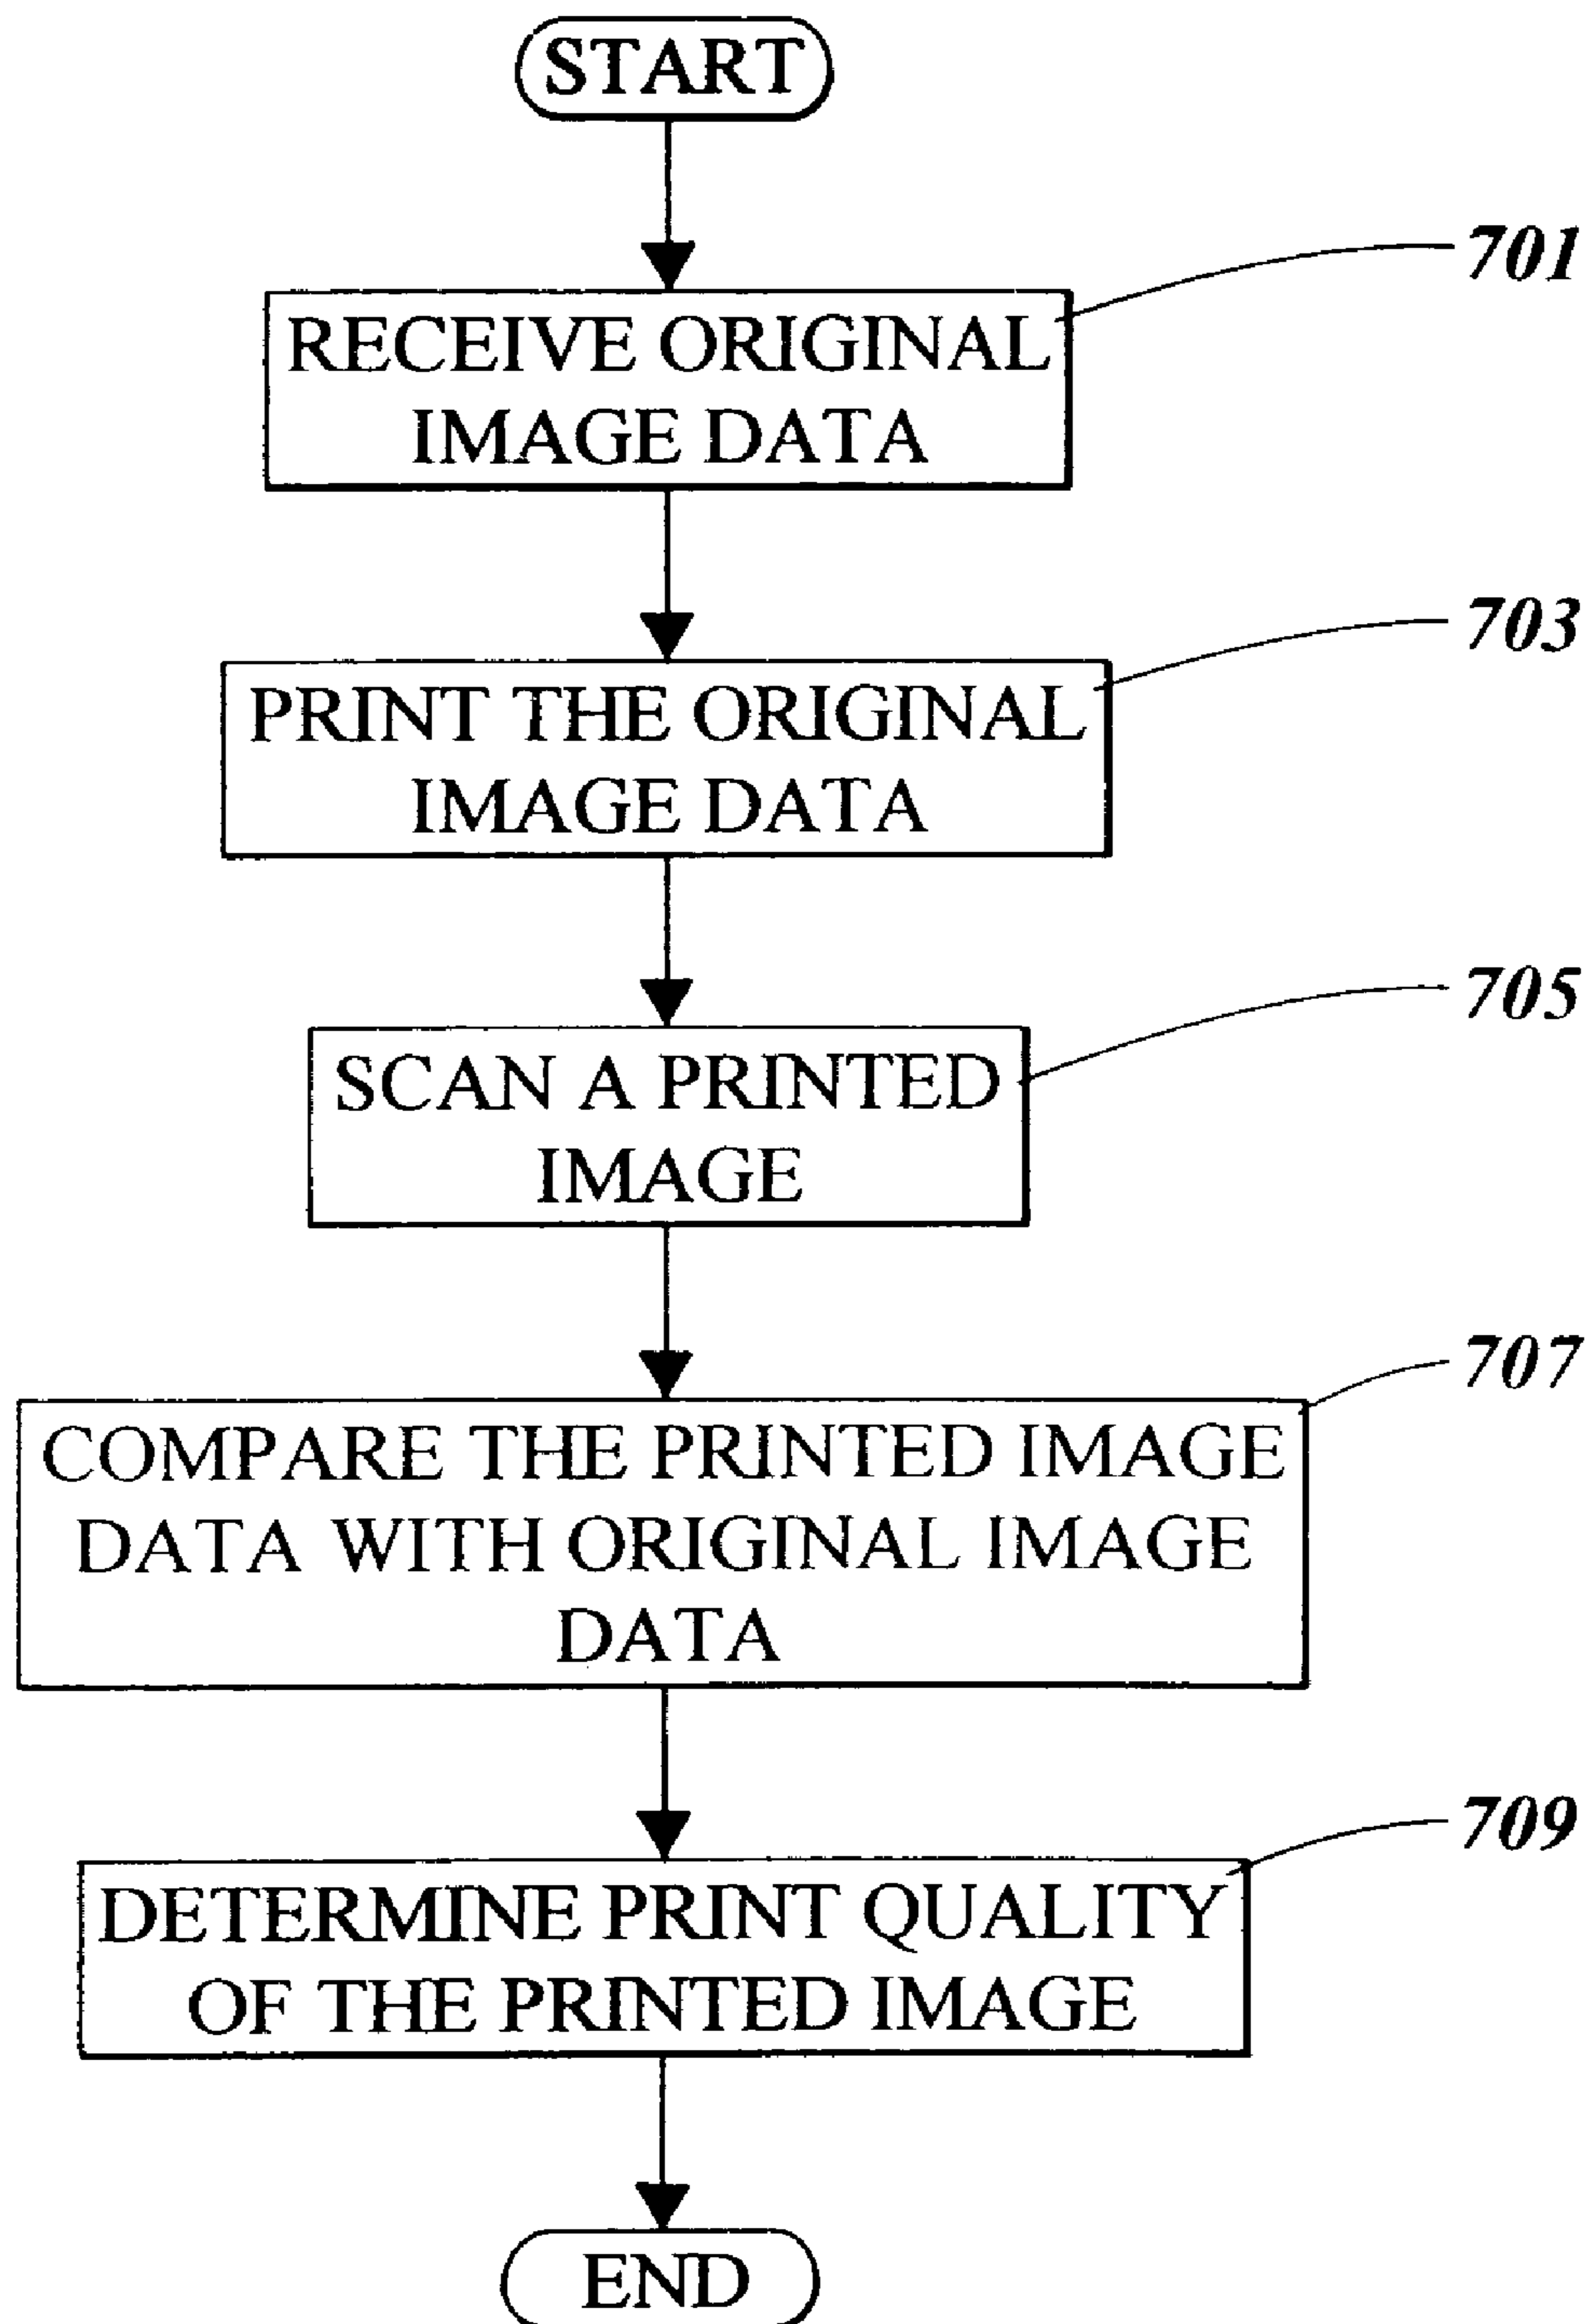 START
701
RECEIVE ORIGINAL
IMAGE DATA
703
PRINT THE ORIGINAL
IMAGE DATA
705
SCAN A PRINTED
IMAGE
707
COMPARE THE PRINTED IMAGE
DATA WITH ORIGINAL IMAGE
DATA
709
DETERMINE PRINT QUALITY
OF THE PRINTED IMAGE
END